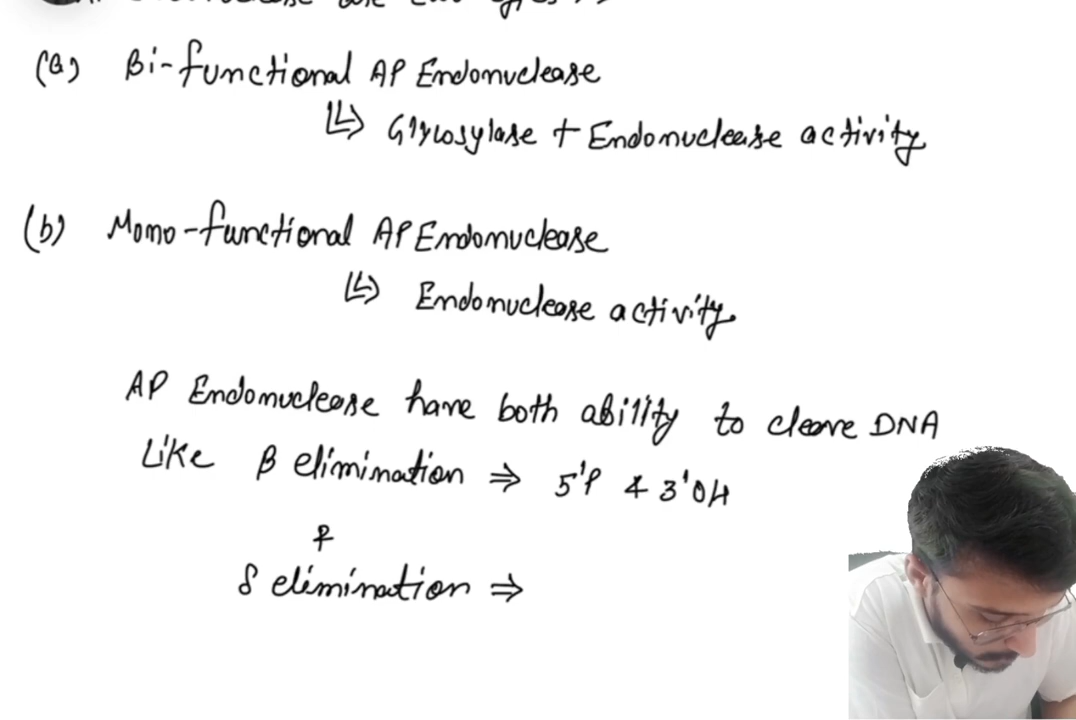 (a) Bi-functional AP Endonuclease
Glycosylase + Endonuclease activity
(b) Mono-functional AP Endonuclease
Endonuclease activity
AP Endonuclease have both ability to cleave DNA
Like β elimination ⇒ 5'P & 3'OH
&
δ elimination ⇒